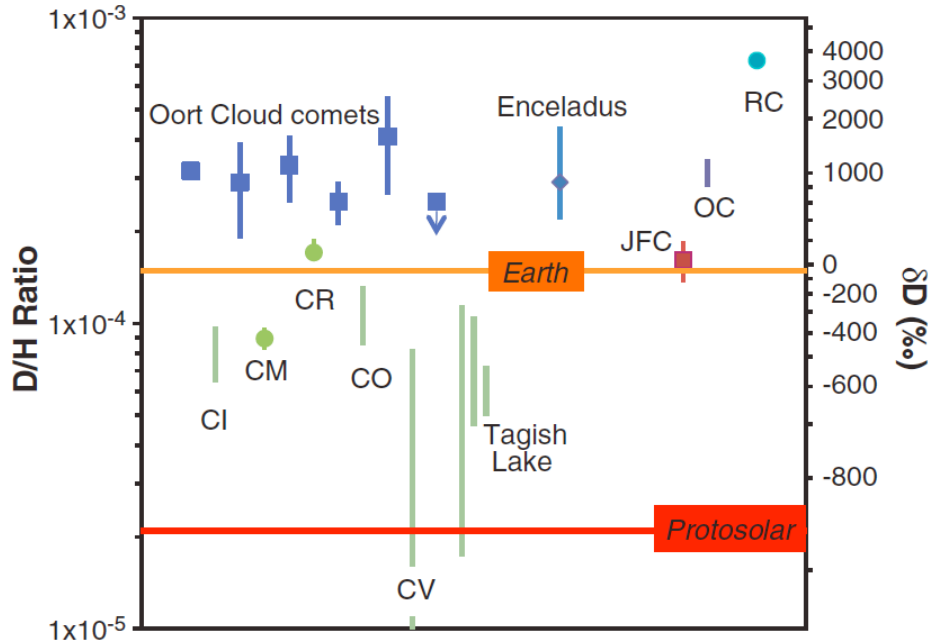 1x10⁻³
1x10⁻⁴
1x10⁻⁵
D/H Ratio
Oort Cloud comets
Enceladus
RC
OC
JFC
Earth
CR
CM
CI
CO
CV
Tagish
Lake
Protosolar
4000
3000
2000
1000
0
-200
-400
-600
-800
δD (‰)